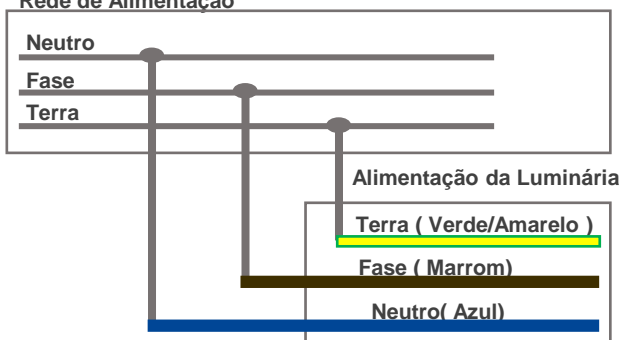 Rede de Alimentação
Neutro
Fase
Terra
Alimentação da Luminária
Terra ( Verde/Amarelo )
Fase ( Marrom)
Neutro( Azul)